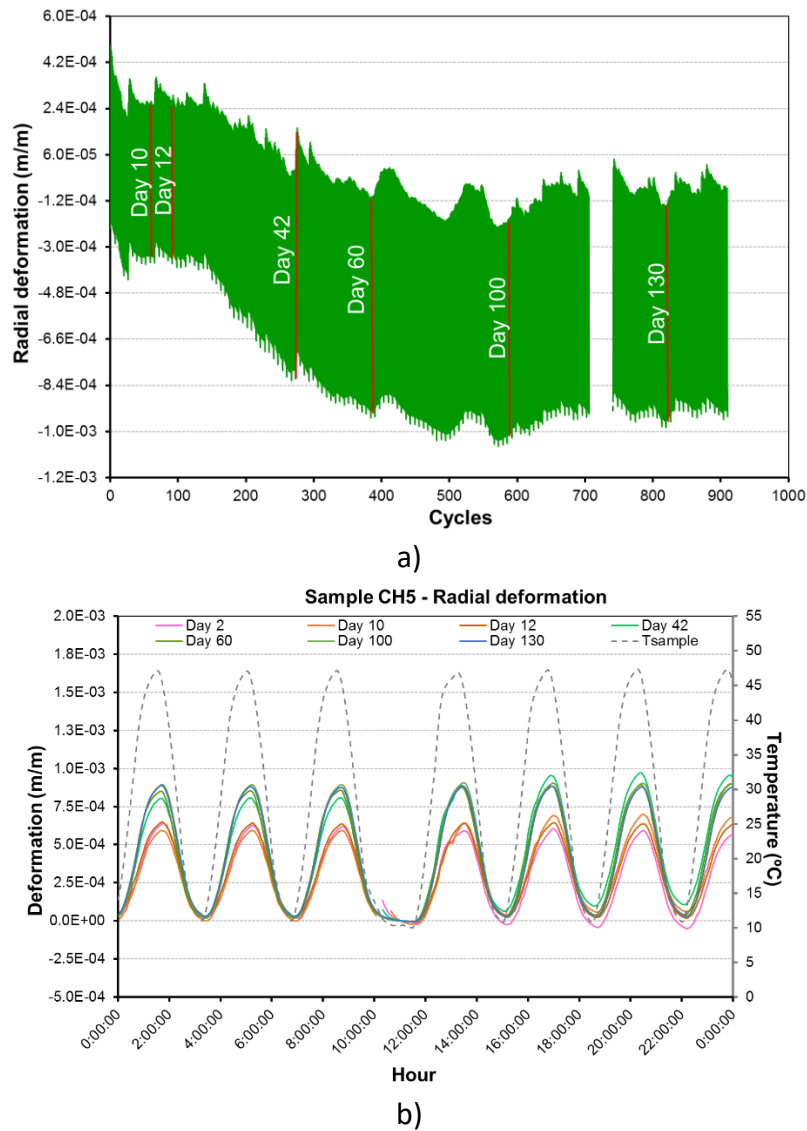 6.0E-04
4.2E-04
2.4E-04
6.0E-05
-1.2E-04
-3.0E-04
-4.8E-04
-6.6E-04
-8.4E-04
-1.0E-03
-1.2E-03
Radial deformation (m/m)
Day 10
Day 12
Day 42
Day 60
Day 100
Day 130
0 100 200 300 400 500 600 700 800 900 1000
Cycles
a)
Sample CH5 - Radial deformation
Day 2 Day 10 Day 12 Day 42
Day 60 Day 100 Day 130 Tsample
2.0E-03
1.8E-03
1.5E-03
1.3E-03
1.0E-03
7.5E-04
5.0E-04
2.5E-04
0.0E+00
-2.5E-04
-5.0E-04
Deformation (m/m)
55
50
45
40
35
30
25
20
15
10
5
0
Temperature (ºC)
0:00:00 2:00:00 4:00:00 6:00:00 8:00:00 10:00:00 12:00:00 14:00:00 16:00:00 18:00:00 20:00:00 22:00:00 0:00:00
Hour
b)